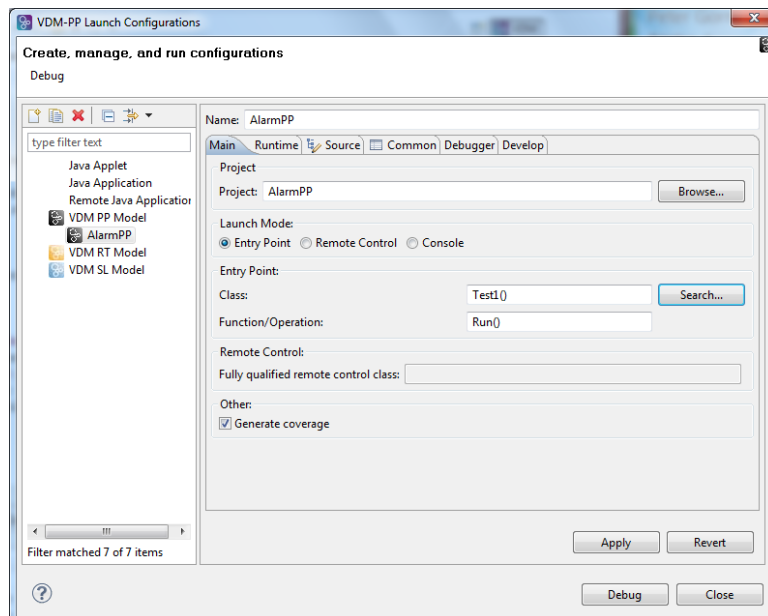 VDM-PP Launch Configurations
Create, manage, and run configurations
Debug
type filter text
Java Applet
Java Application
Remote Java Application
VDM PP Model
AlarmPP
VDM RT Model
VDM SL Model
Filter matched 7 of 7 items
Name: AlarmPP
Main Runtime Source Common Debugger Develop
Project
Project: AlarmPP Browse...
Launch Mode:
Entry Point Remote Control Console
Entry Point:
Class: Test1() Search...
Function/Operation: Run()
Remote Control:
Fully qualified remote control class:
Other:
Generate coverage
Apply Revert
Debug Close